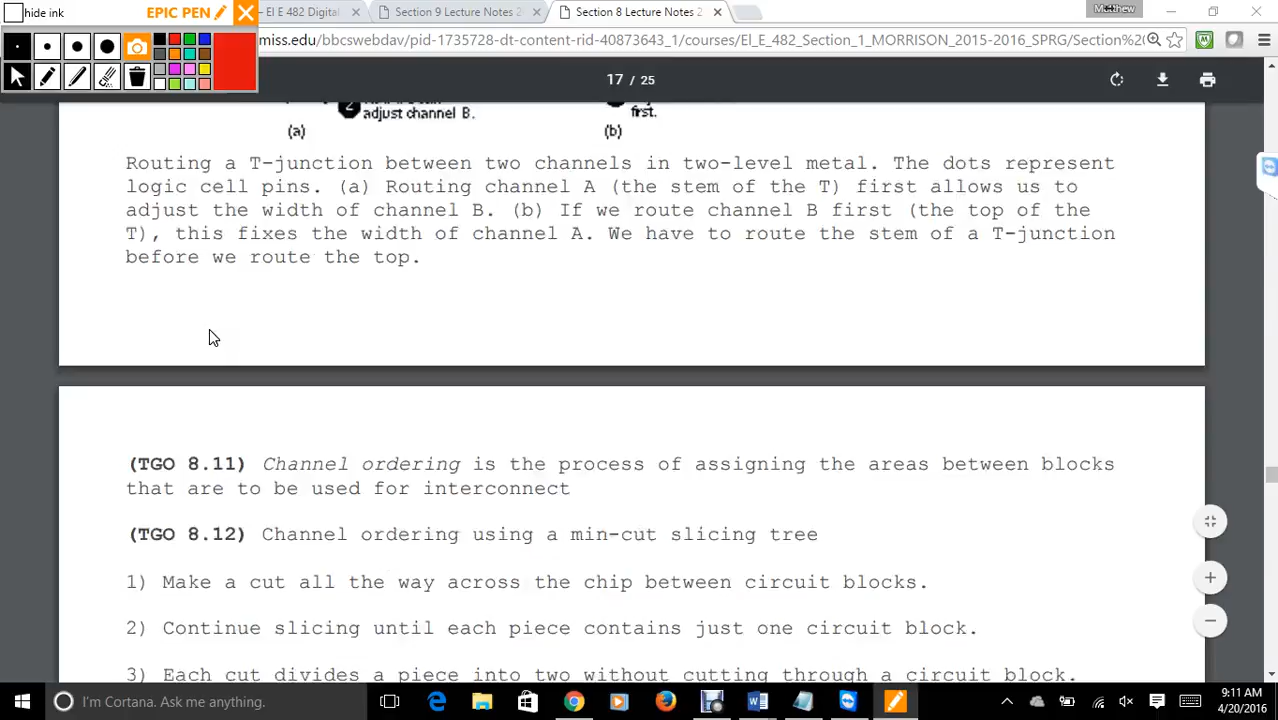 hide ink
EPIC PEN
El E 482 Digital
Section 9 Lecture Notes 2
Section 8 Lecture Notes 2
Matthew
miss.edu/bbcswebdav/pid-1735728-dt-content-rid-40873643_1/courses/El_E_482_Section_1_MORRISON_2015-2016_SPRG/Section%2
17 / 25
adjust channel B.
first.
(a)
(b)
Routing a T-junction between two channels in two-level metal. The dots represent
logic cell pins. (a) Routing channel A (the stem of the T) first allows us to
adjust the width of channel B. (b) If we route channel B first (the top of the
T), this fixes the width of channel A. We have to route the stem of a T-junction
before we route the top.
(TGO 8.11) Channel ordering is the process of assigning the areas between blocks
that are to be used for interconnect
(TGO 8.12) Channel ordering using a min-cut slicing tree
1) Make a cut all the way across the chip between circuit blocks.
2) Continue slicing until each piece contains just one circuit block.
3) Each cut divides a piece into two without cutting through a circuit block.
I'm Cortana. Ask me anything.
9:11 AM
4/20/2016